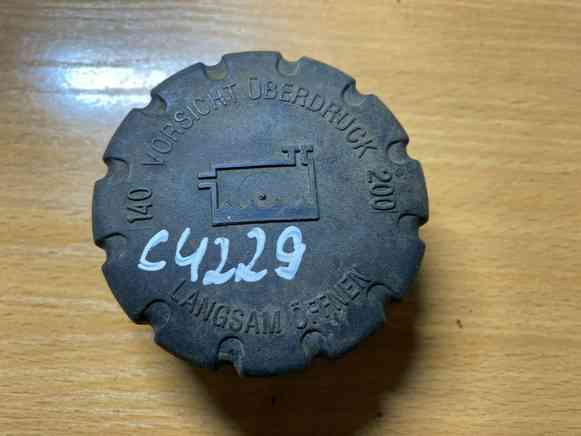 VORSICHT ÜBERDRUCK
140
200
C4229
LANGSAM ÖFFNEN